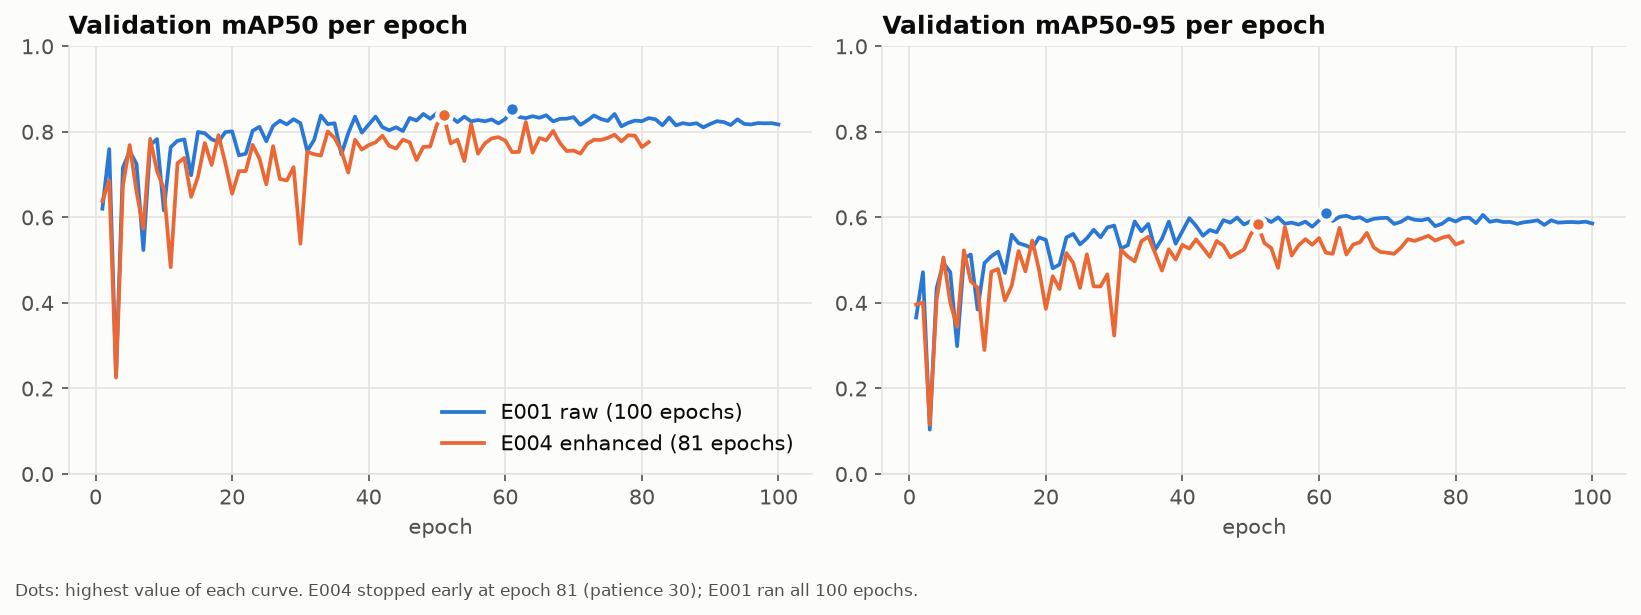 Validation mAP50 per epoch
1.0
0.8
0.6
0.4
0.2
0.0
0 20 40 60 80 100
epoch
E001 raw (100 epochs)
E004 enhanced (81 epochs)
Validation mAP50-95 per epoch
1.0
0.8
0.6
0.4
0.2
0.0
0 20 40 60 80 100
epoch
Dots: highest value of each curve. E004 stopped early at epoch 81 (patience 30); E001 ran all 100 epochs.